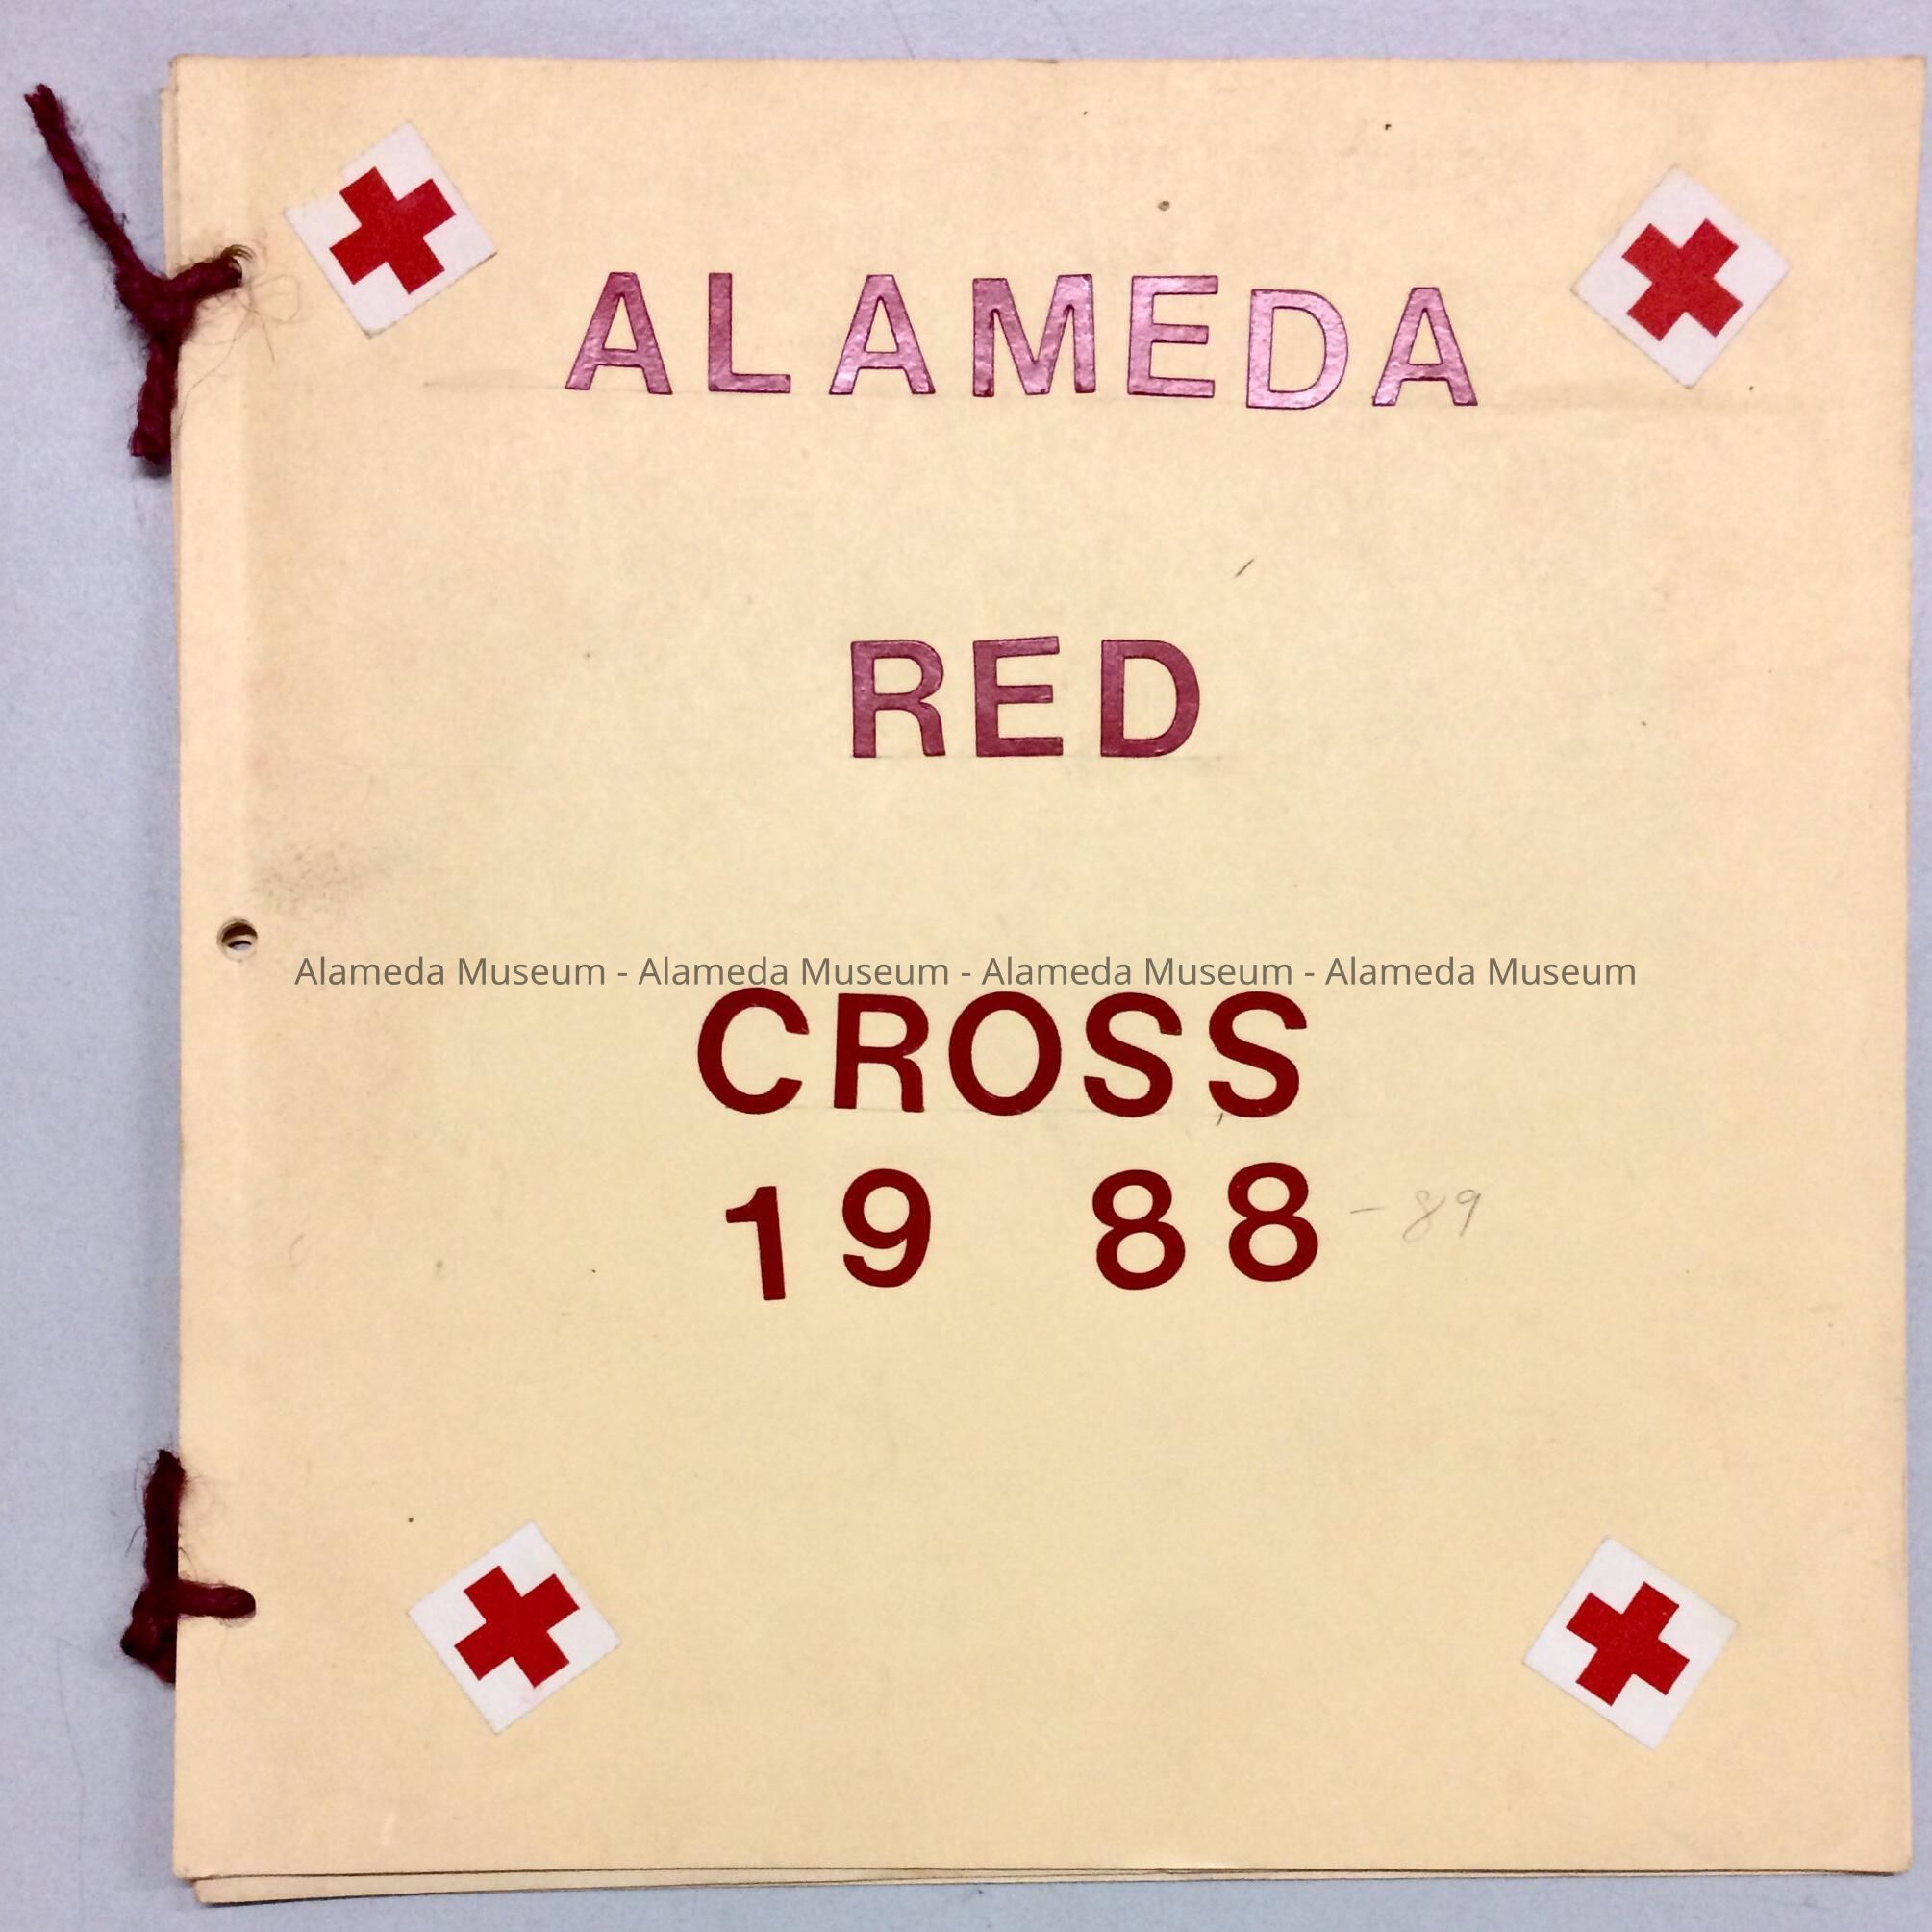 ALAMEDA
RED
Alameda Museum - Alameda Museum - Alameda Museum - Alameda Museum
CROSS
19 88 - 89